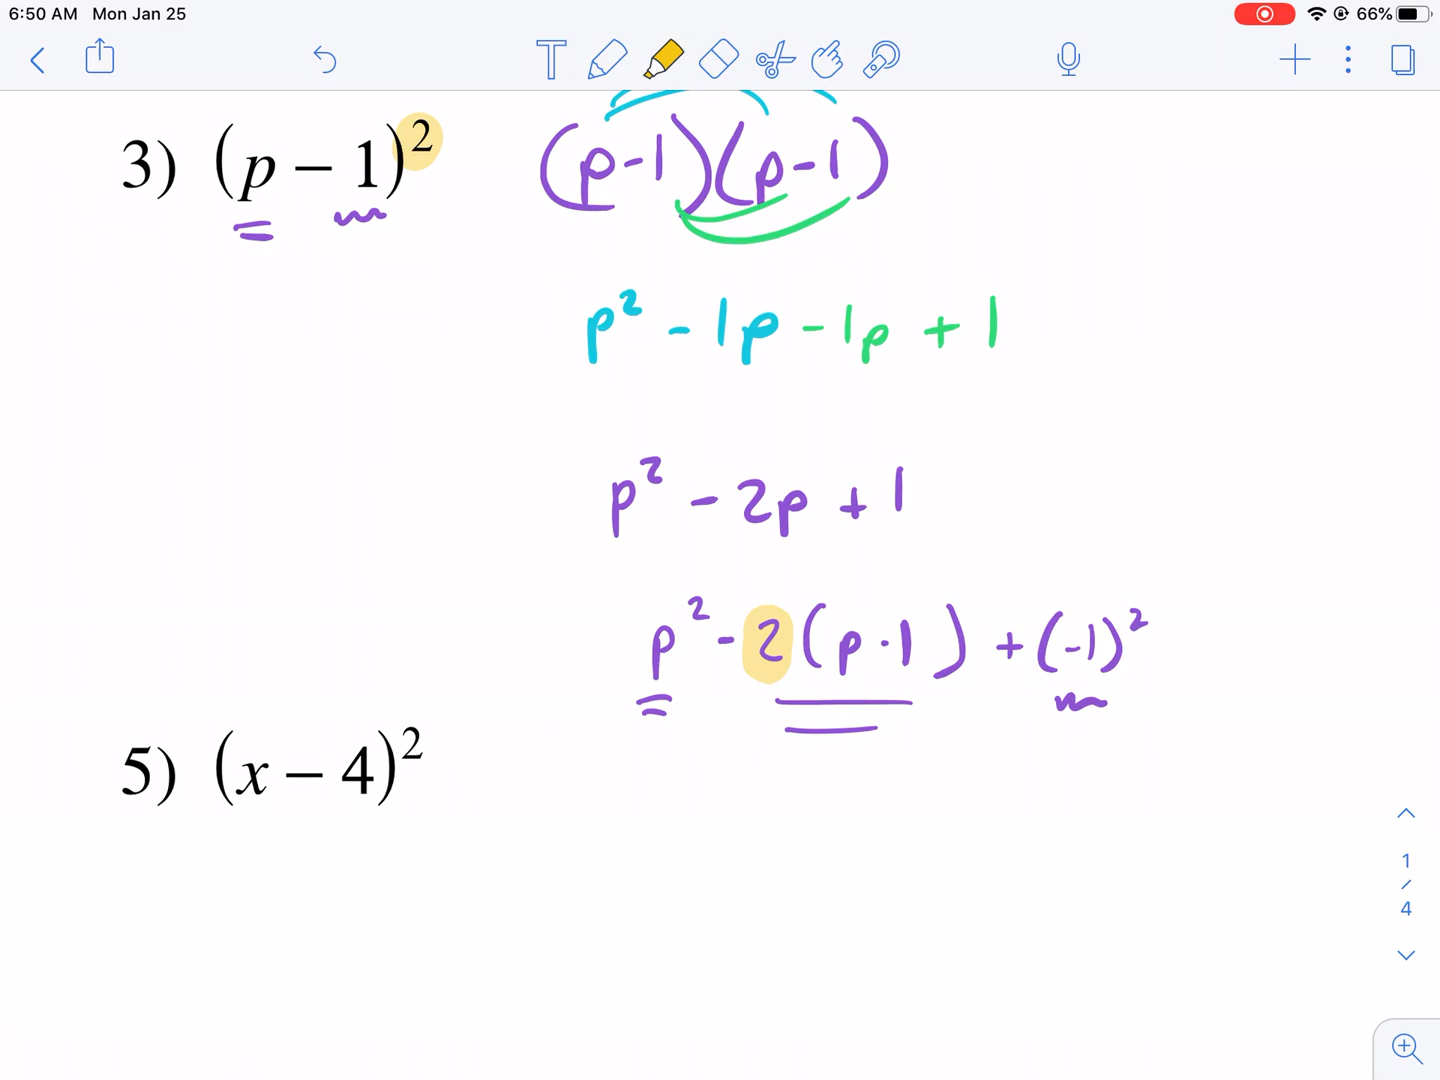 6:50 AM Mon Jan 25 66%
T
3) (p − 1)² (p-1)(p-1)
p² - 1p - 1p + 1
p² - 2p + 1
p² - 2(p·1) + (-1)²
5) (x − 4)²
1
/
4